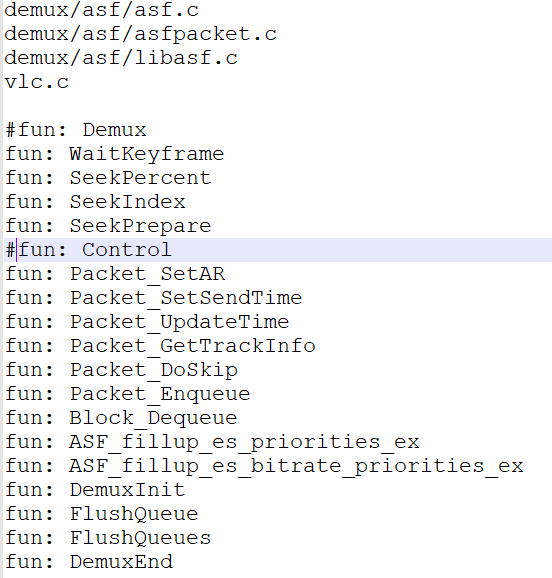 demux/asf/asf.c
demux/asf/asfpacket.c
demux/asf/libasf.c
vlc.c

#fun: Demux
fun: WaitKeyframe
fun: SeekPercent
fun: SeekIndex
fun: SeekPrepare
#fun: Control
fun: Packet_SetAR
fun: Packet_SetSendTime
fun: Packet_UpdateTime
fun: Packet_GetTrackInfo
fun: Packet_DoSkip
fun: Packet_Enqueue
fun: Block_Dequeue
fun: ASF_fillup_es_priorities_ex
fun: ASF_fillup_es_bitrate_priorities_ex
fun: DemuxInit
fun: FlushQueue
fun: FlushQueues
fun: DemuxEnd